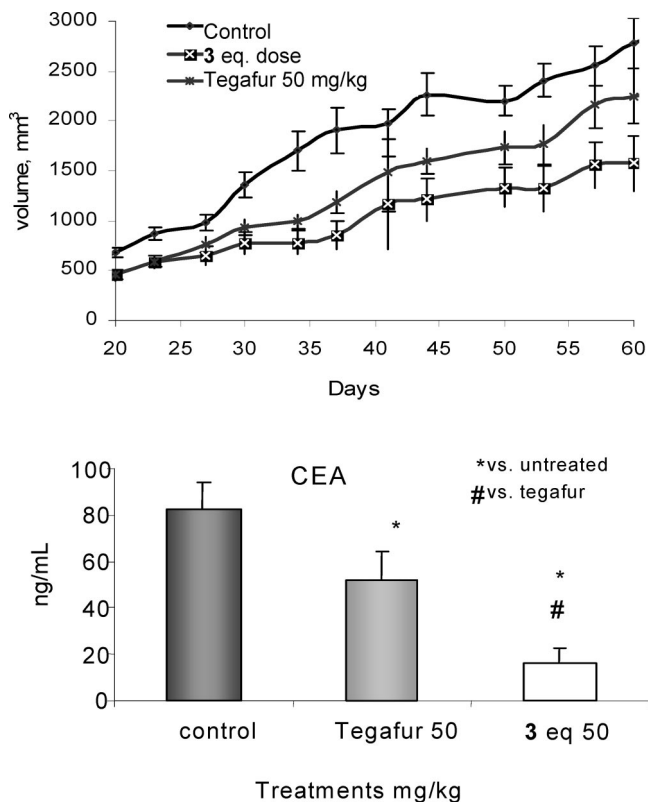 3000
2500
2000
1500
1000
500
0
volume, mm³
Control
3 eq. dose
Tegafur 50 mg/kg
20 25 30 35 40 45 50 55 60
Days
100
80
60
40
20
0
ng/mL
CEA
*vs. untreated
#vs. tegafur
*
*
#
control Tegafur 50 3 eq 50
Treatments mg/kg